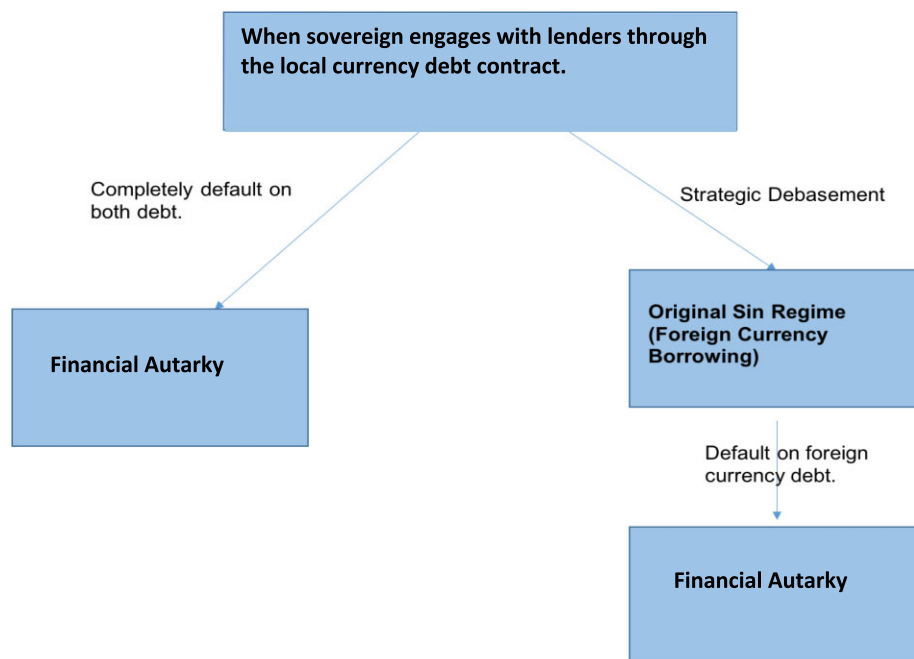 When sovereign engages with lenders through
the local currency debt contract.
Completely default on
both debt.
Strategic Debasement
Original Sin Regime
(Foreign Currency
Borrowing)
Financial Autarky
Default on foreign
currency debt.
Financial Autarky